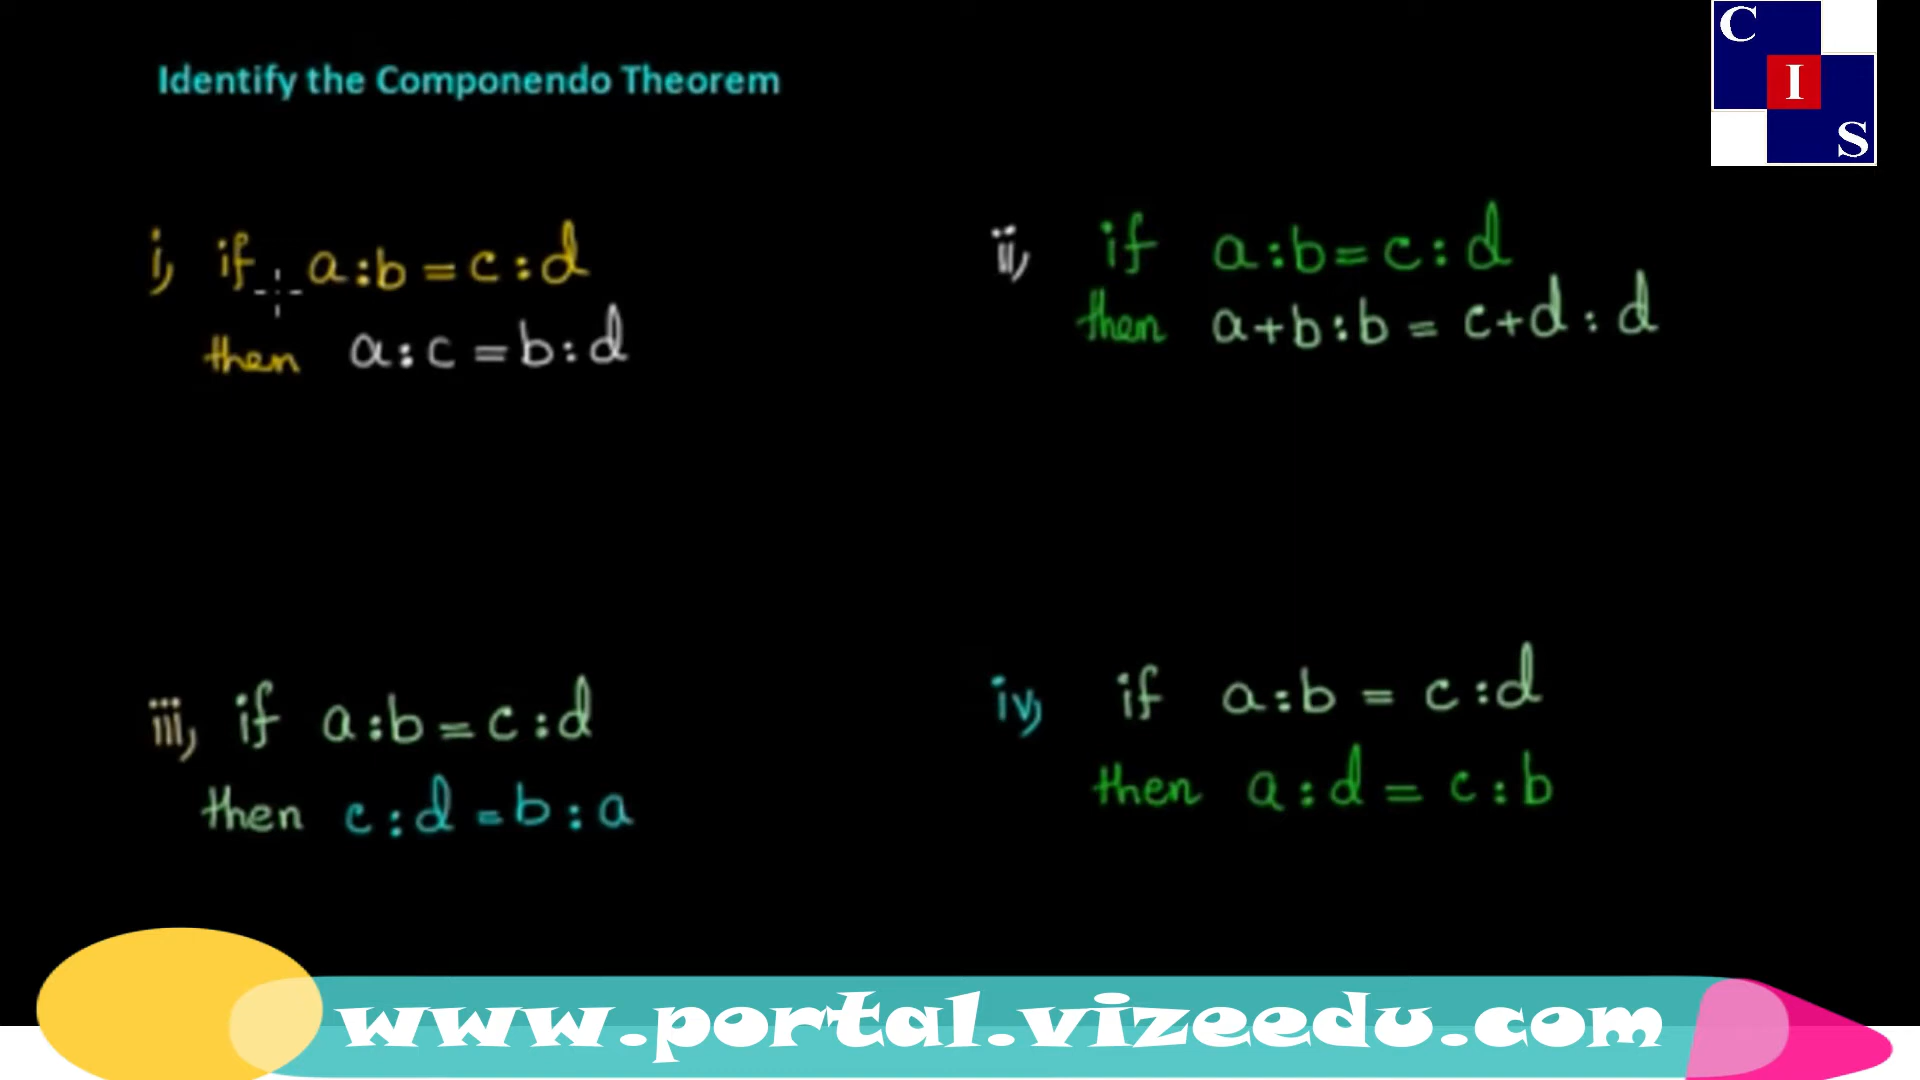 Identify the Componendo Theorem
C
I
S
i, if a:b = c:d
then a:c = b:d
ii, if a:b = c:d
then a+b:b = c+d:d
iii, if a:b = c:d
then c:d = b:a
iv, if a:b = c:d
then a:d = c:b
www.portal.vizeedu.com